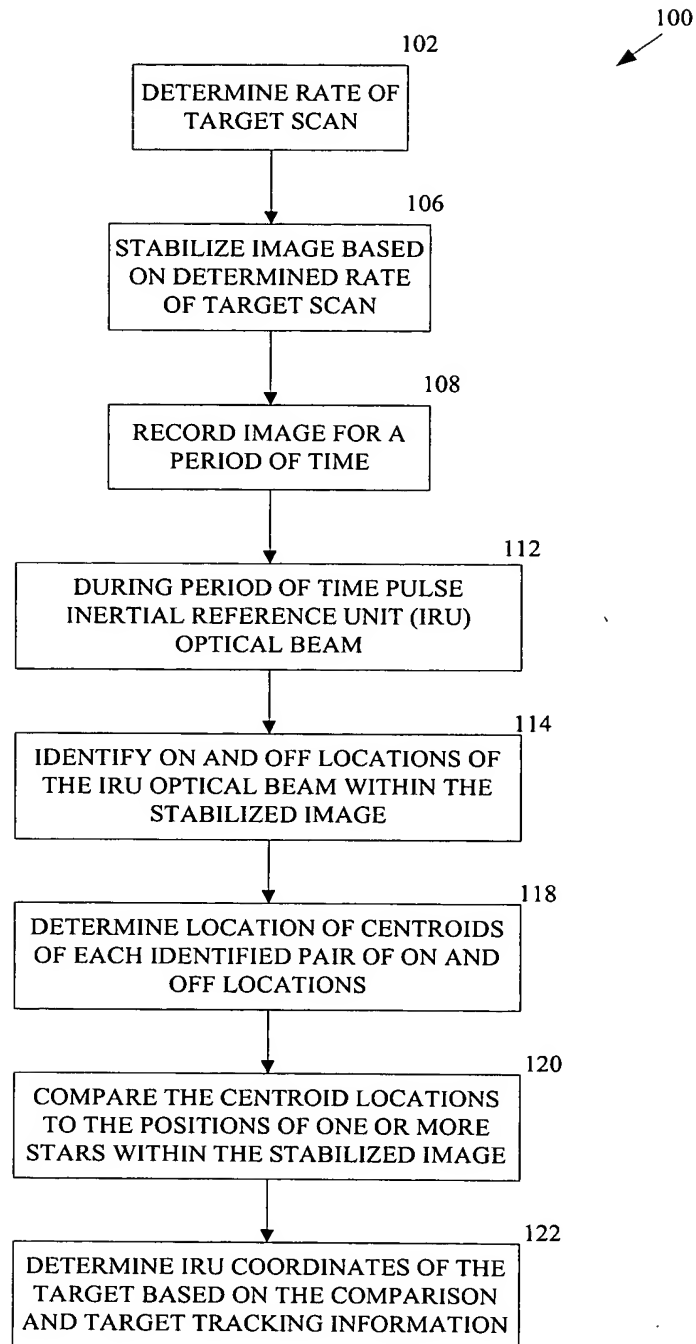 100
102
DETERMINE RATE OF
TARGET SCAN
106
STABILIZE IMAGE BASED
ON DETERMINED RATE
OF TARGET SCAN
108
RECORD IMAGE FOR A
PERIOD OF TIME
112
DURING PERIOD OF TIME PULSE
INERTIAL REFERENCE UNIT (IRU)
OPTICAL BEAM
114
IDENTIFY ON AND OFF LOCATIONS OF
THE IRU OPTICAL BEAM WITHIN THE
STABILIZED IMAGE
118
DETERMINE LOCATION OF CENTROIDS
OF EACH IDENTIFIED PAIR OF ON AND
OFF LOCATIONS
120
COMPARE THE CENTROID LOCATIONS
TO THE POSITIONS OF ONE OR MORE
STARS WITHIN THE STABILIZED IMAGE
122
DETERMINE IRU COORDINATES OF THE
TARGET BASED ON THE COMPARISON
AND TARGET TRACKING INFORMATION